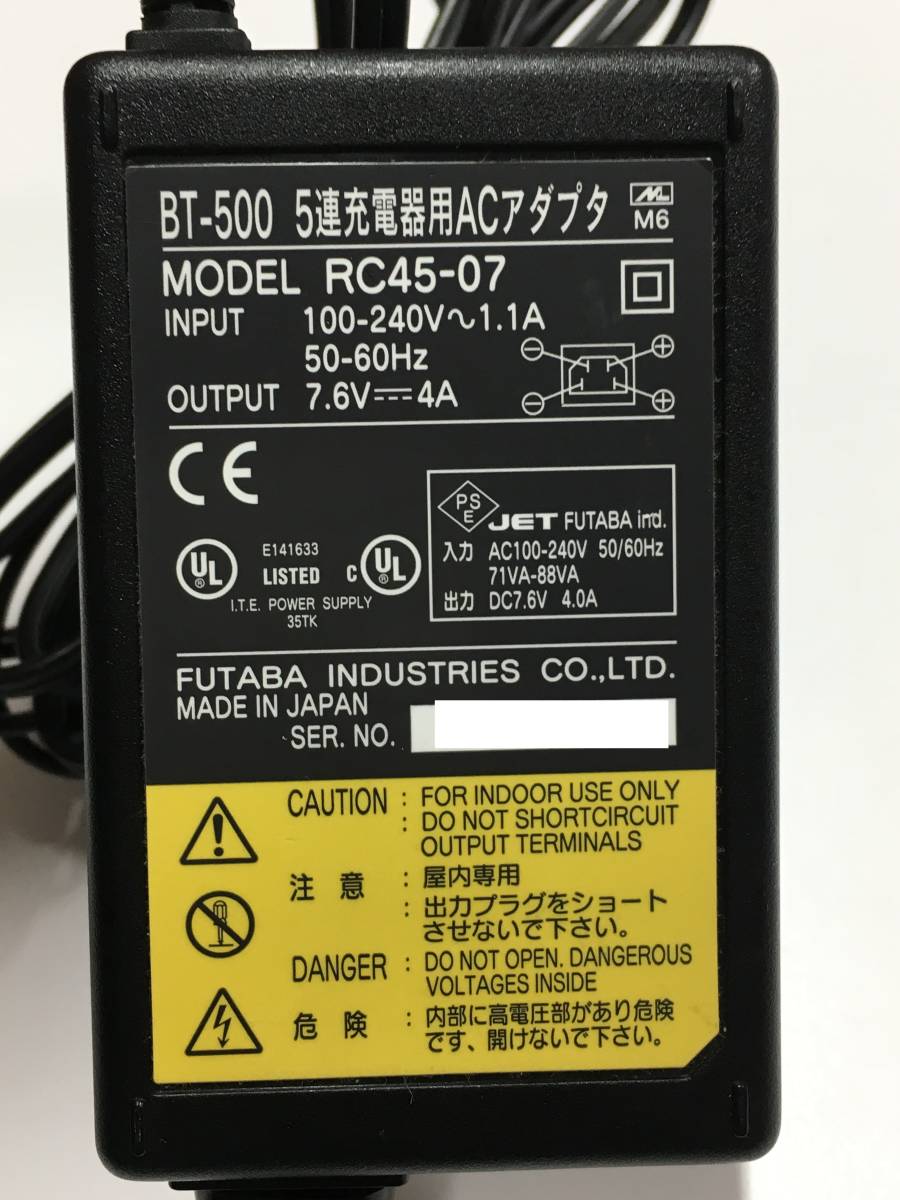 BT-500 5連充電器用ACアダプタ M6
MODEL RC45-07
INPUT 100-240V～1.1A
50-60Hz
OUTPUT 7.6V⎓4A
⊖ ⊕
⊖ ⊕
CE
PSE JET FUTABA ind.
入力 AC100-240V 50/60Hz
71VA-88VA
出力 DC7.6V 4.0A
UL® E141633 LISTED c UL®
I.T.E. POWER SUPPLY
35TK
FUTABA INDUSTRIES CO.,LTD.
MADE IN JAPAN
SER. NO.
CAUTION : FOR INDOOR USE ONLY
: DO NOT SHORTCIRCUIT
OUTPUT TERMINALS
注 意 : 屋内専用
: 出力プラグをショート
させないで下さい。
DANGER : DO NOT OPEN. DANGEROUS
VOLTAGES INSIDE
危 険 : 内部に高電圧部があり危険
です、開けないで下さい。